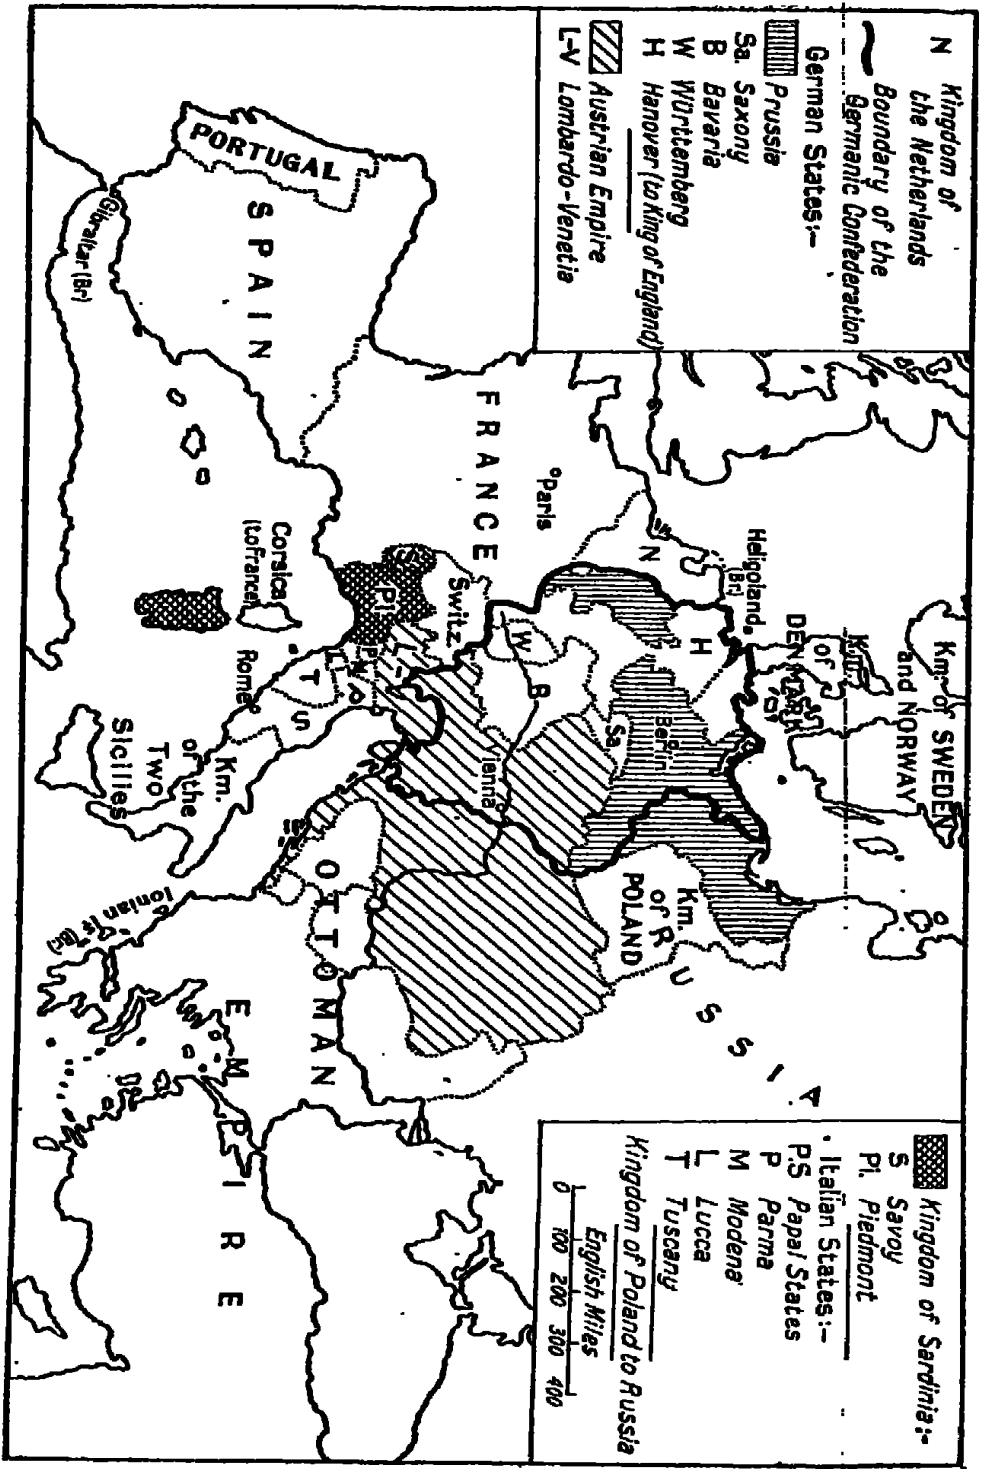 N Kingdom of
the Netherlands
Boundary of the
Germanic Confederation
German States:-
Prussia
Sa. Saxony
B Bavaria
W Würtemberg
H Hanover (to King of England)
Austrian Empire
L-V Lombardo-Venetia
Kingdom of Sardinia:-
S Savoy
Pi. Piedmont
Italian States:-
P.S Papal States
P Parma
M Modena
L Lucca
T Tuscany
Kingdom of Poland to Russia
0 100 200 300 400
English Miles
Km. of SWEDEN
and NORWAY
Km.
of
DENMARK
Heligoland
(Br)
N
H
Berlin
Sa.
Km.
of
POLAND
RUSSIA
Paris
FRANCE
W
B
Vienna
Switz
S
Pi.
P
M
L
T
P
S
PORTUGAL
SPAIN
Gibraltar (Br)
Corsica
(to France)
Rome
Km.
of the
Two
Sicilies
OTTOMAN
EMPIRE
Ionian Is (Br)